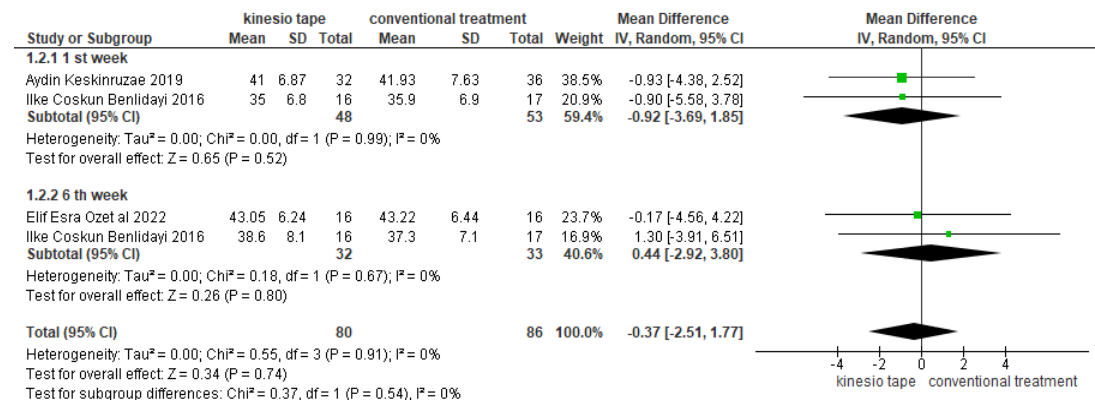 kinesio tape conventional treatment Mean Difference Mean Difference
Study or Subgroup Mean SD Total Mean SD Total Weight IV, Random, 95% CI IV, Random, 95% CI
1.2.1 1 st week
Aydin Keskinruzae 2019 41 6.87 32 41.93 7.63 36 38.5% -0.93 [-4.38, 2.52]
Ilke Coskun Benlidayi 2016 35 6.8 16 35.9 6.9 17 20.9% -0.90 [-5.58, 3.78]
Subtotal (95% CI) 48 53 59.4% -0.92 [-3.69, 1.85]
Heterogeneity: Tau² = 0.00; Chi² = 0.00, df = 1 (P = 0.99); I² = 0%
Test for overall effect: Z = 0.65 (P = 0.52)
1.2.2 6 th week
Elif Esra Ozet al 2022 43.05 6.24 16 43.22 6.44 16 23.7% -0.17 [-4.56, 4.22]
Ilke Coskun Benlidayi 2016 38.6 8.1 16 37.3 7.1 17 16.9% 1.30 [-3.91, 6.51]
Subtotal (95% CI) 32 33 40.6% 0.44 [-2.92, 3.80]
Heterogeneity: Tau² = 0.00; Chi² = 0.18, df = 1 (P = 0.67); I² = 0%
Test for overall effect: Z = 0.26 (P = 0.80)
Total (95% CI) 80 86 100.0% -0.37 [-2.51, 1.77]
Heterogeneity: Tau² = 0.00; Chi² = 0.55, df = 3 (P = 0.91); I² = 0%
Test for overall effect: Z = 0.34 (P = 0.74)
Test for subgroup differences: Chi² = 0.37, df = 1 (P = 0.54), I² = 0%
-4 -2 0 2 4
kinesio tape conventional treatment